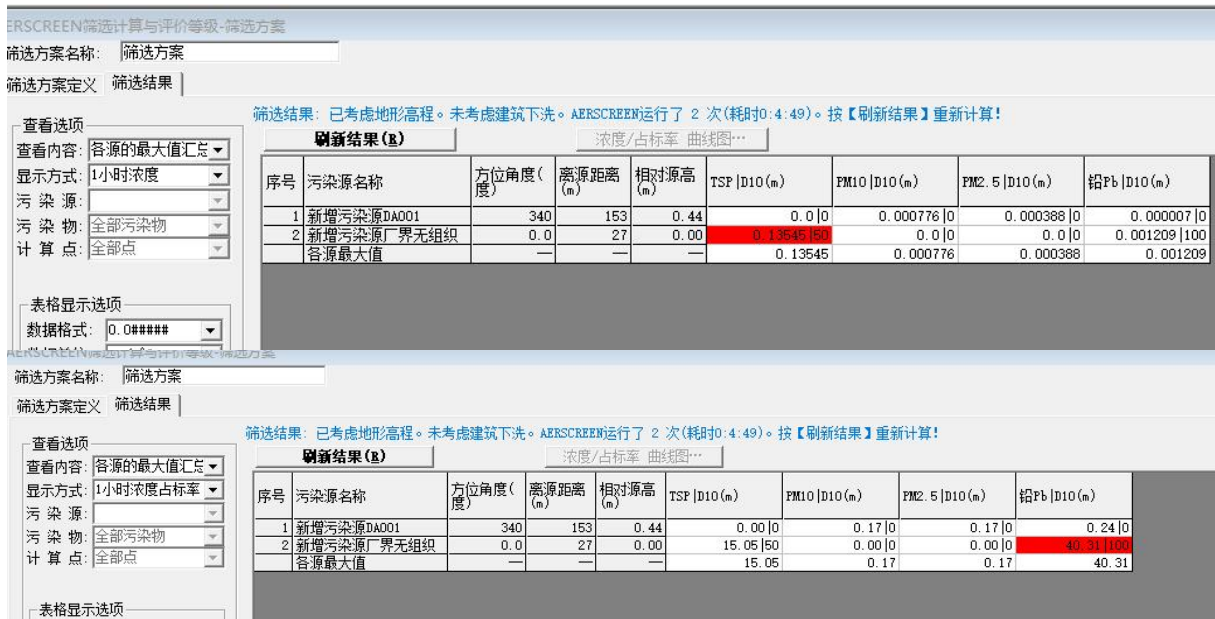 ERSCREEN筛选计算与评价等级-筛选方案
筛选方案名称: 筛选方案
筛选方案定义 筛选结果
筛选结果: 已考虑地形高程。未考虑建筑下洗。AERSCREEN运行了 2 次(耗时0:4:49)。按【刷新结果】重新计算!
查看选项
刷新结果(R) 浓度/占标率 曲线图…
查看内容: 各源的最大值汇总
显示方式: 1小时浓度
污 染 源:
污 染 物: 全部污染物
计 算 点: 全部点
序号 污染源名称 方位角度(度) 离源距离(m) 相对源高(m) TSP|D10(m) PM10|D10(m) PM2.5|D10(m) 铅Pb|D10(m)
1 新增污染源DA001 340 153 0.44 0.0|0 0.000776|0 0.000388|0 0.000007|0
2 新增污染源厂界无组织 0.0 27 0.00 0.13545|50 0.0|0 0.0|0 0.001209|100
各源最大值 — — — 0.13545 0.000776 0.000388 0.001209
表格显示选项
数据格式: 0.0#####
AERSCREEN筛选计算与评价等级-筛选方案
筛选方案名称: 筛选方案
筛选方案定义 筛选结果
筛选结果: 已考虑地形高程。未考虑建筑下洗。AERSCREEN运行了 2 次(耗时0:4:49)。按【刷新结果】重新计算!
查看选项
刷新结果(R) 浓度/占标率 曲线图…
查看内容: 各源的最大值汇总
显示方式: 1小时浓度占标率
污 染 源:
污 染 物: 全部污染物
计 算 点: 全部点
序号 污染源名称 方位角度(度) 离源距离(m) 相对源高(m) TSP|D10(m) PM10|D10(m) PM2.5|D10(m) 铅Pb|D10(m)
1 新增污染源DA001 340 153 0.44 0.00|0 0.17|0 0.17|0 0.24|0
2 新增污染源厂界无组织 0.0 27 0.00 15.05|50 0.00|0 0.00|0 40.31|100
各源最大值 — — — 15.05 0.17 0.17 40.31
表格显示选项